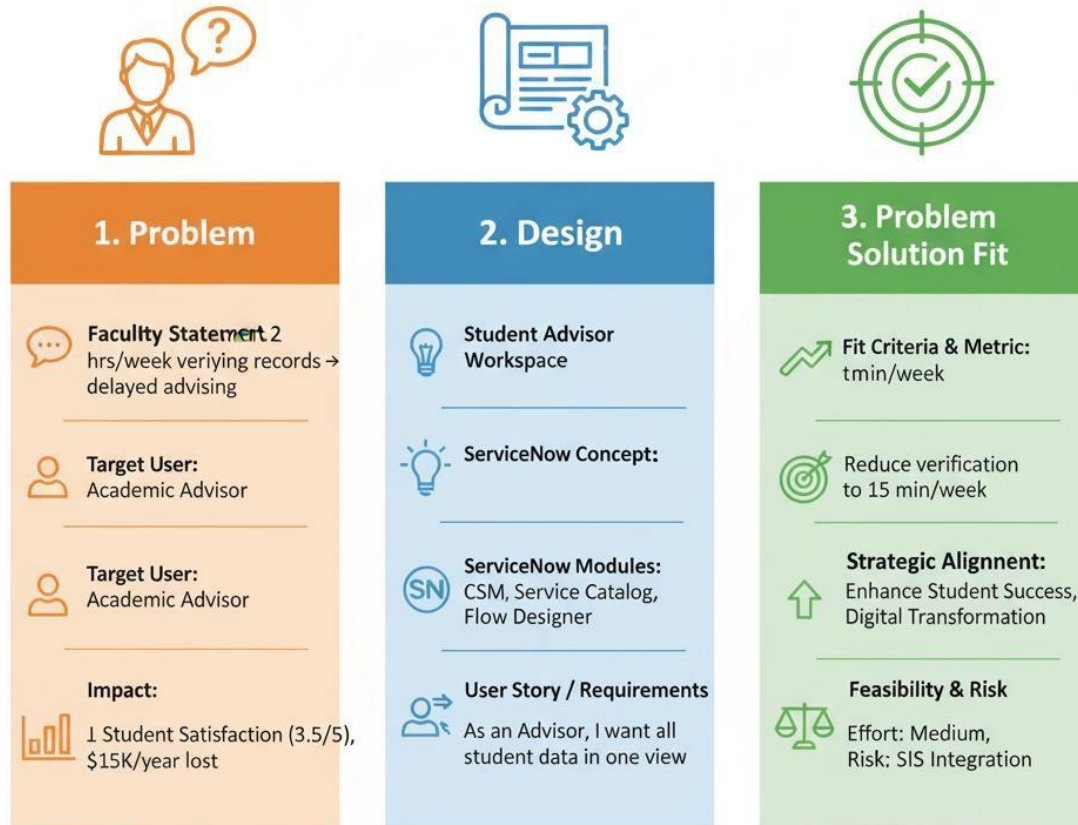 ?
1. Problem
Faculty Statement 2
hrs/week veriying records →
delayed advising
Target User:
Academic Advisor
Target User:
Academic Advisor
Impact:
⊥ Student Satisfaction (3.5/5),
$15K/year lost
2. Design
Student Advisor
Workspace
ServiceNow Concept:
SN
ServiceNow Modules:
CSM, Service Catalog,
Flow Designer
User Story / Requirements
As an Advisor, I want all
student data in one view
3. Problem
Solution Fit
Fit Criteria & Metric:
tmin/week
Reduce verification
to 15 min/week
Strategic Alignment:
Enhance Student Success,
Digital Transformation
Feasibility & Risk
Effort: Medium,
Risk: SIS Integration